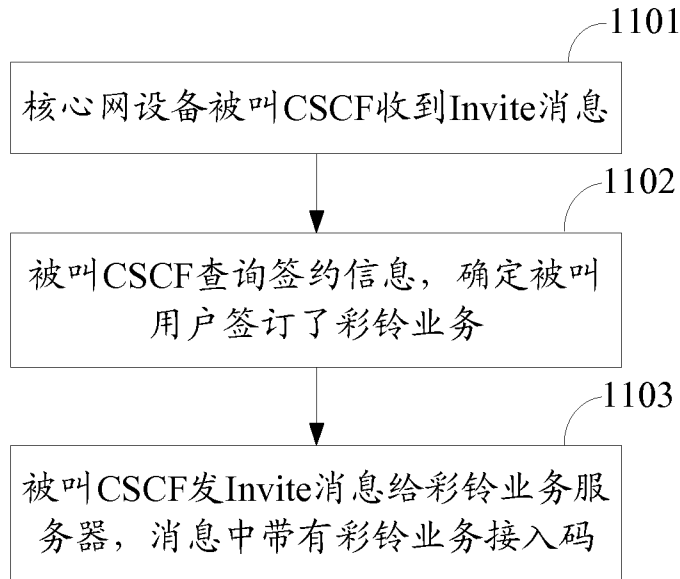 1101
核心网设备被叫CSCF收到Invite消息
1102
被叫CSCF查询签约信息，确定被叫
用户签订了彩铃业务
1103
被叫CSCF发Invite消息给彩铃业务服
务器，消息中带有彩铃业务接入码